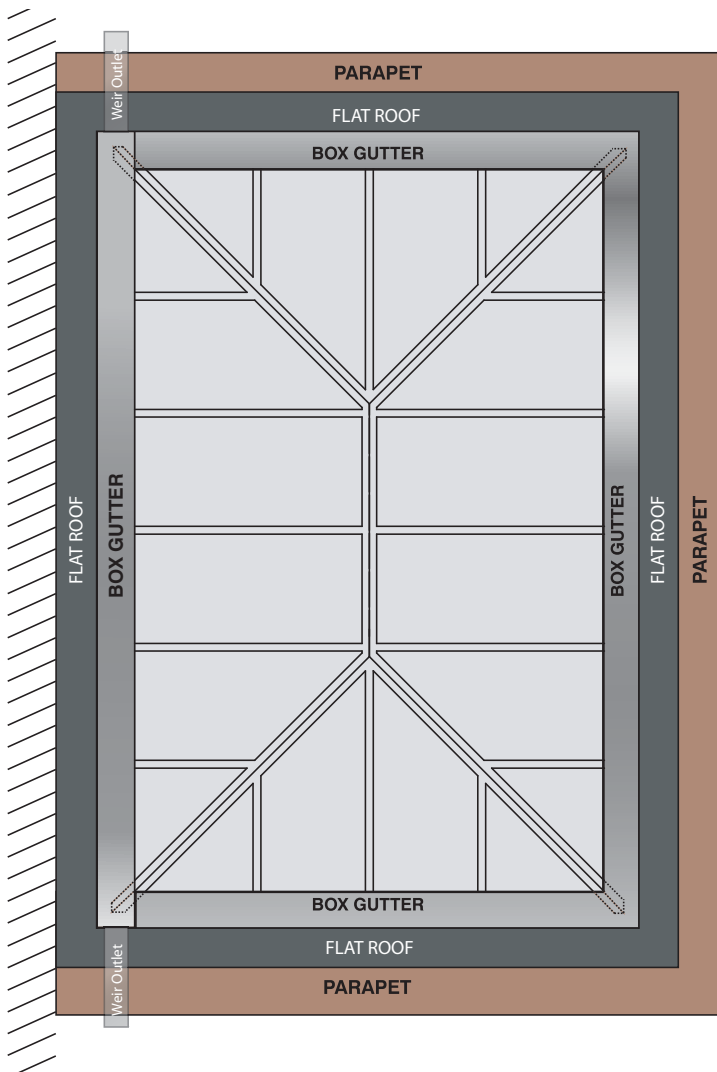 Weir Outlet
PARAPET
FLAT ROOF
BOX GUTTER
FLAT ROOF
BOX GUTTER
BOX GUTTER
FLAT ROOF
PARAPET
BOX GUTTER
FLAT ROOF
Weir Outlet
PARAPET